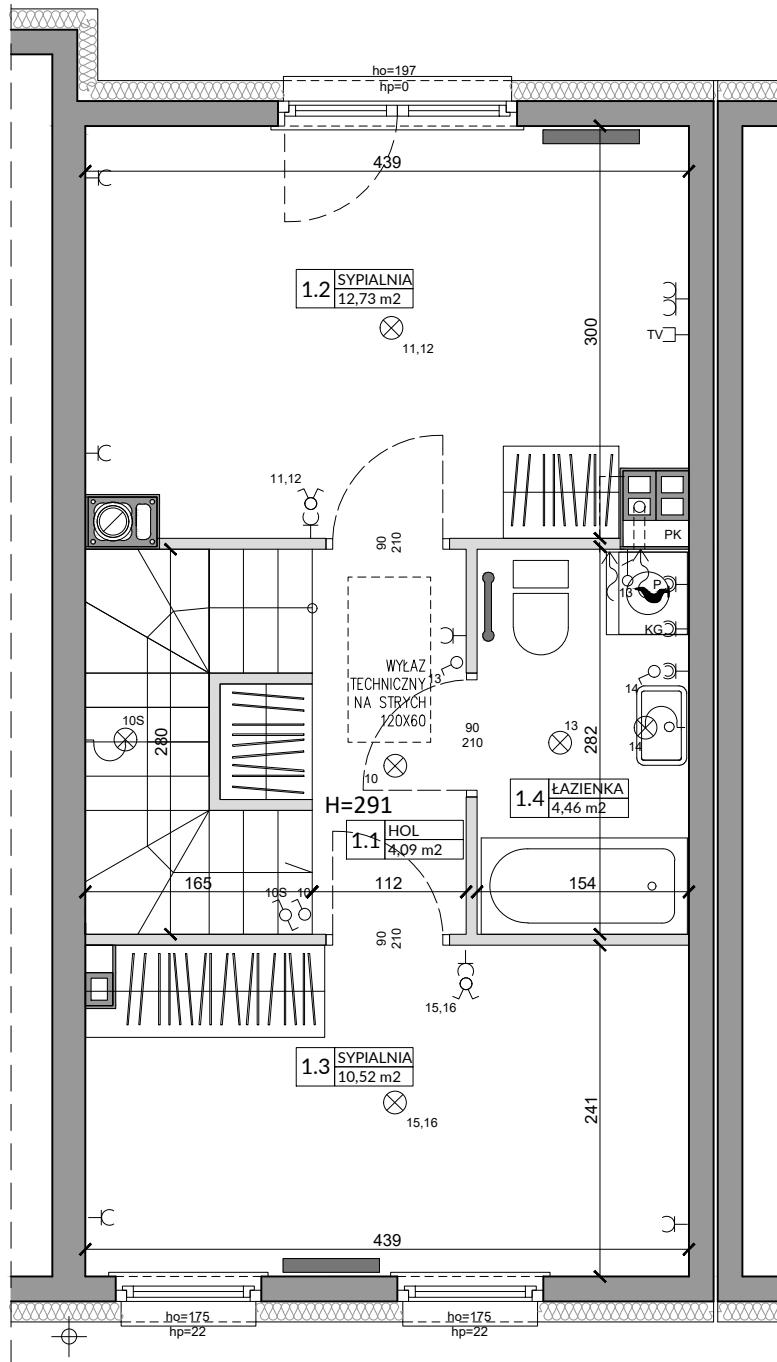 ho=197
hp=0
439
1.2 SYPIALNIA
12,73 m2
11,12
300
TV
11,12
90
210
PK
P
13
KG
WYŁAZ
TECHNICZNY
NA STRYCH
120X60
13
14
10S
280
90
210
13
282
14
10
H=291
1.4 ŁAZIENKA
4,46 m2
1.1 HOL
4,09 m2
165
112
154
10S
10
90
210
15,16
1.3 SYPIALNIA
10,52 m2
15,16
241
439
ho=175
hp=22
ho=175
hp=22